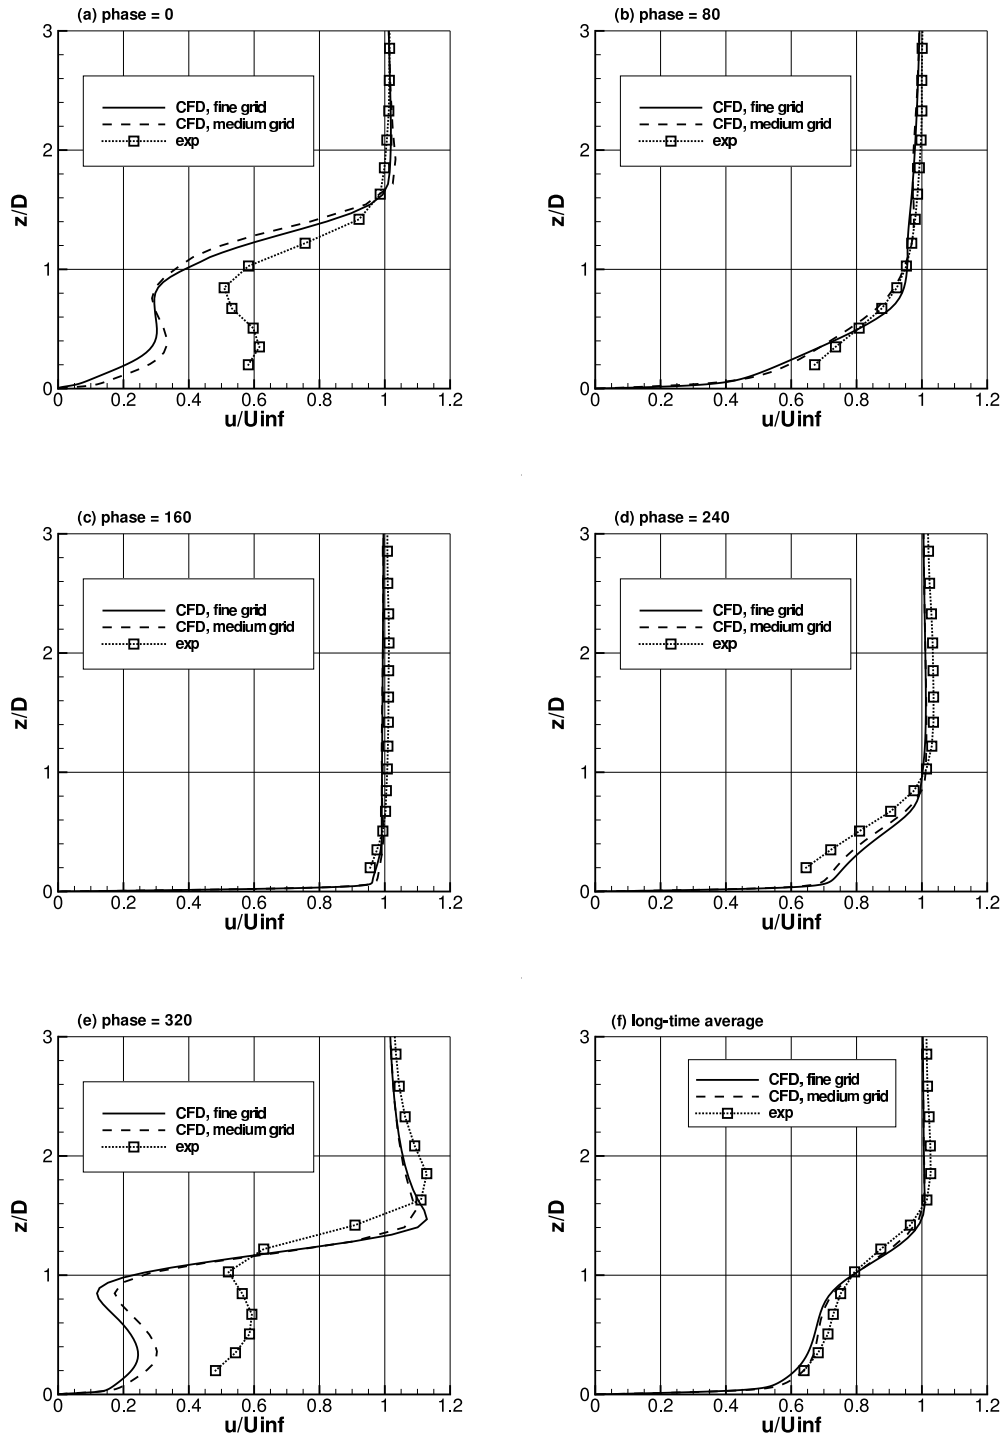 (a) phase = 0
3
2
1
0
z/D
CFD, fine grid
CFD, medium grid
exp
0 0.2 0.4 0.6 0.8 1 1.2
u/Uinf
(b) phase = 80
3
2
1
0
z/D
CFD, fine grid
CFD, medium grid
exp
0 0.2 0.4 0.6 0.8 1 1.2
u/Uinf
(c) phase = 160
3
2
1
0
z/D
CFD, fine grid
CFD, medium grid
exp
0 0.2 0.4 0.6 0.8 1 1.2
u/Uinf
(d) phase = 240
3
2
1
0
z/D
CFD, fine grid
CFD, medium grid
exp
0 0.2 0.4 0.6 0.8 1 1.2
u/Uinf
(e) phase = 320
3
2
1
0
z/D
CFD, fine grid
CFD, medium grid
exp
0 0.2 0.4 0.6 0.8 1 1.2
u/Uinf
(f) long-time average
3
2
1
0
z/D
CFD, fine grid
CFD, medium grid
exp
0 0.2 0.4 0.6 0.8 1 1.2
u/Uinf